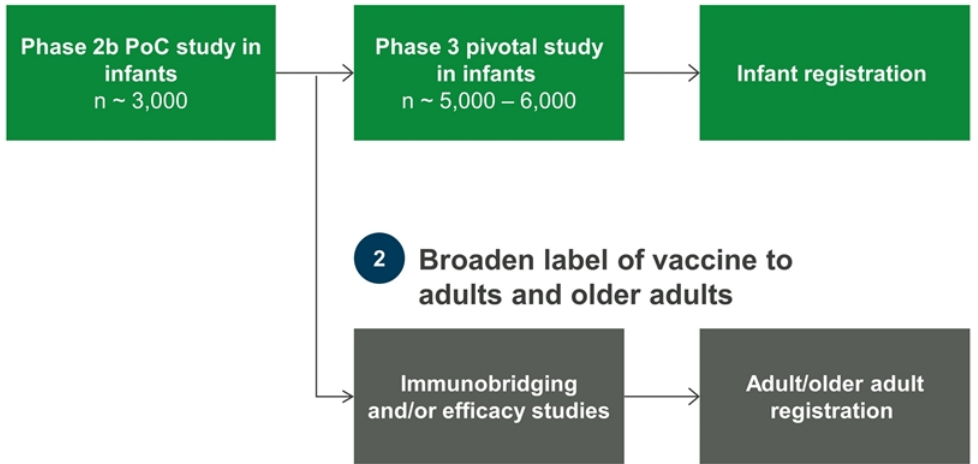 Phase 2b PoC study in
infants
n ~ 3,000
Phase 3 pivotal study
in infants
n ~ 5,000 – 6,000
Infant registration
2
Broaden label of vaccine to
adults and older adults
Immunobridging
and/or efficacy studies
Adult/older adult
registration